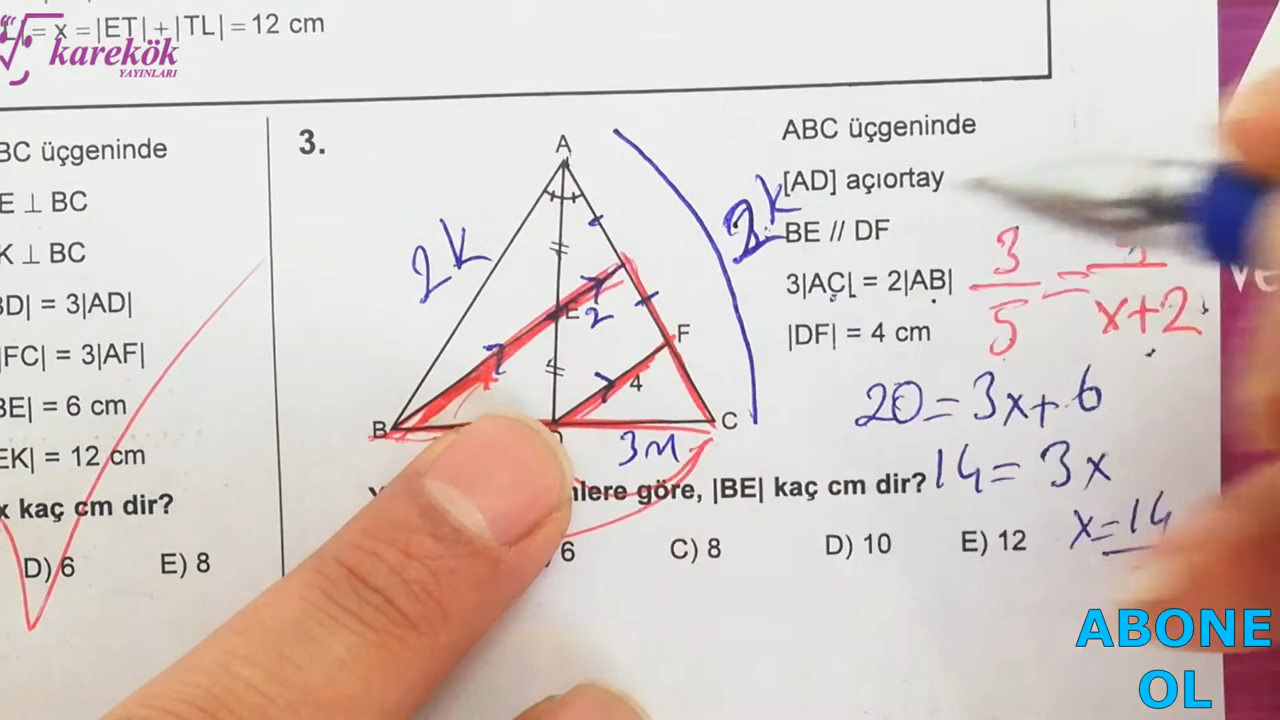 = x = |ET| + |TL| = 12 cm
karekök
YAYINLARI
BC üçgeninde
E ⊥ BC
K ⊥ BC
BD| = 3|AD|
|FC| = 3|AF|
BE| = 6 cm
EK| = 12 cm
x kaç cm dir?
D) 6 E) 8
3.
A
B
C
E
F
2
4
2k
3m
ABC üçgeninde
[AD] açıortay
BE // DF
3|AC| = 2|AB|
|DF| = 4 cm
göre, |BE| kaç cm dir?
6 C) 8 D) 10 E) 12
3/5 = x+2
20 = 3x + 6
14 = 3x
x = 14
ABONE
OL